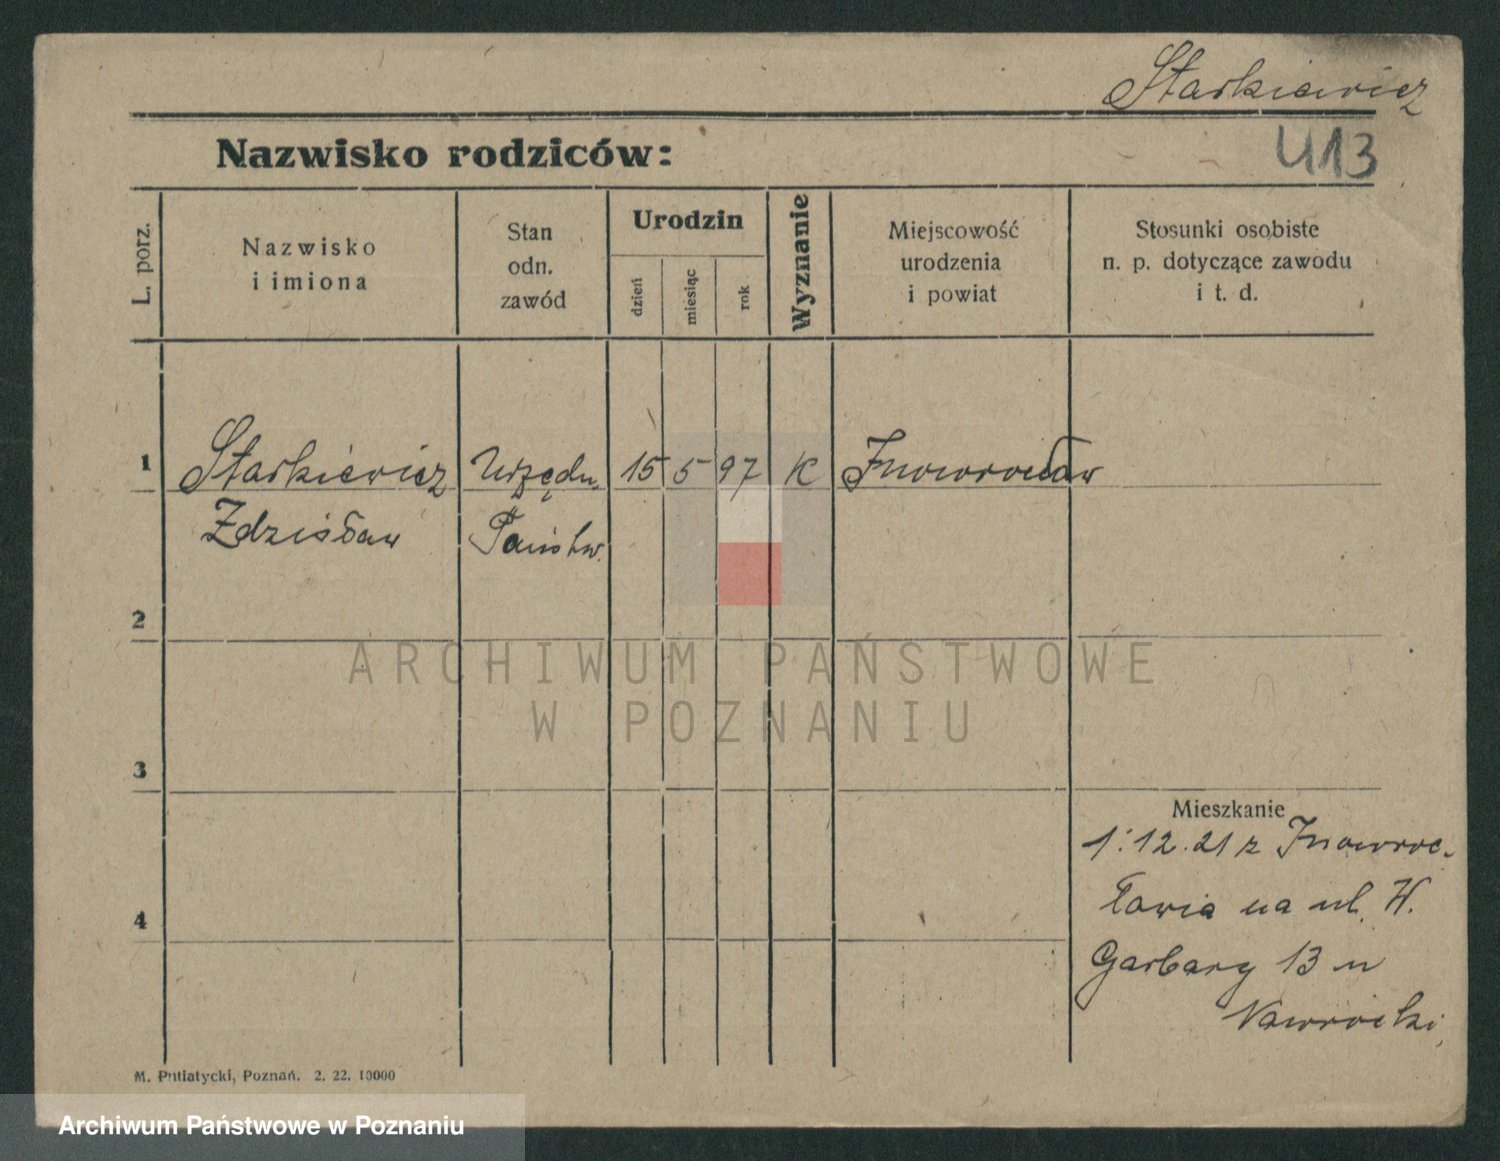 Starkiewicz
413
Nazwisko rodziców:
L. porz.
Nazwisko
i imiona
Stan
odn.
zawód
Urodzin
dzień
miesiąc
rok
Wyznanie
Miejscowość
urodzenia
i powiat
Stosunki osobiste
n. p. dotyczące zawodu
i t. d.
1 Starkiewicz Urzędn. 15 5 97 K Inowrocław
Zdzisław Państw.
2
ARCHIWUM PAŃSTWOWE
W POZNANIU
3
Mieszkanie
1.12.21 z Inowroc-
ławia na ul. W.
4
Garbary 13 u
Nawrocki
M. Putiatycki, Poznań. 2. 22. 10000
Archiwum Państwowe w Poznaniu